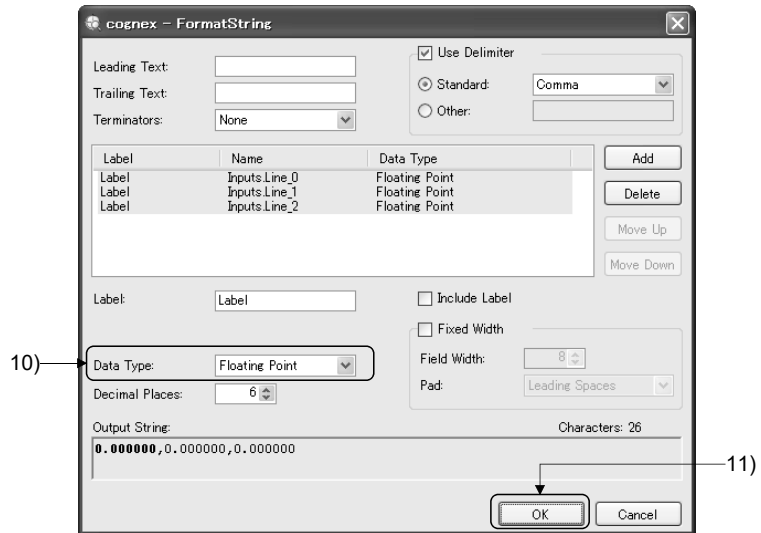 cognex - FormatString
Leading Text:
Trailing Text:
Terminators: None
Use Delimiter
Standard: Comma
Other:
Label Name Data Type
Label Inputs.Line_0 Floating Point
Label Inputs.Line_1 Floating Point
Label Inputs.Line_2 Floating Point
Add
Delete
Move Up
Move Down
Label: Label
Include Label
Fixed Width
10)
Data Type: Floating Point
Field Width: 8
Decimal Places: 6
Pad: Leading Spaces
Output String: Characters: 26
0.000000,0.000000,0.000000
11)
OK Cancel